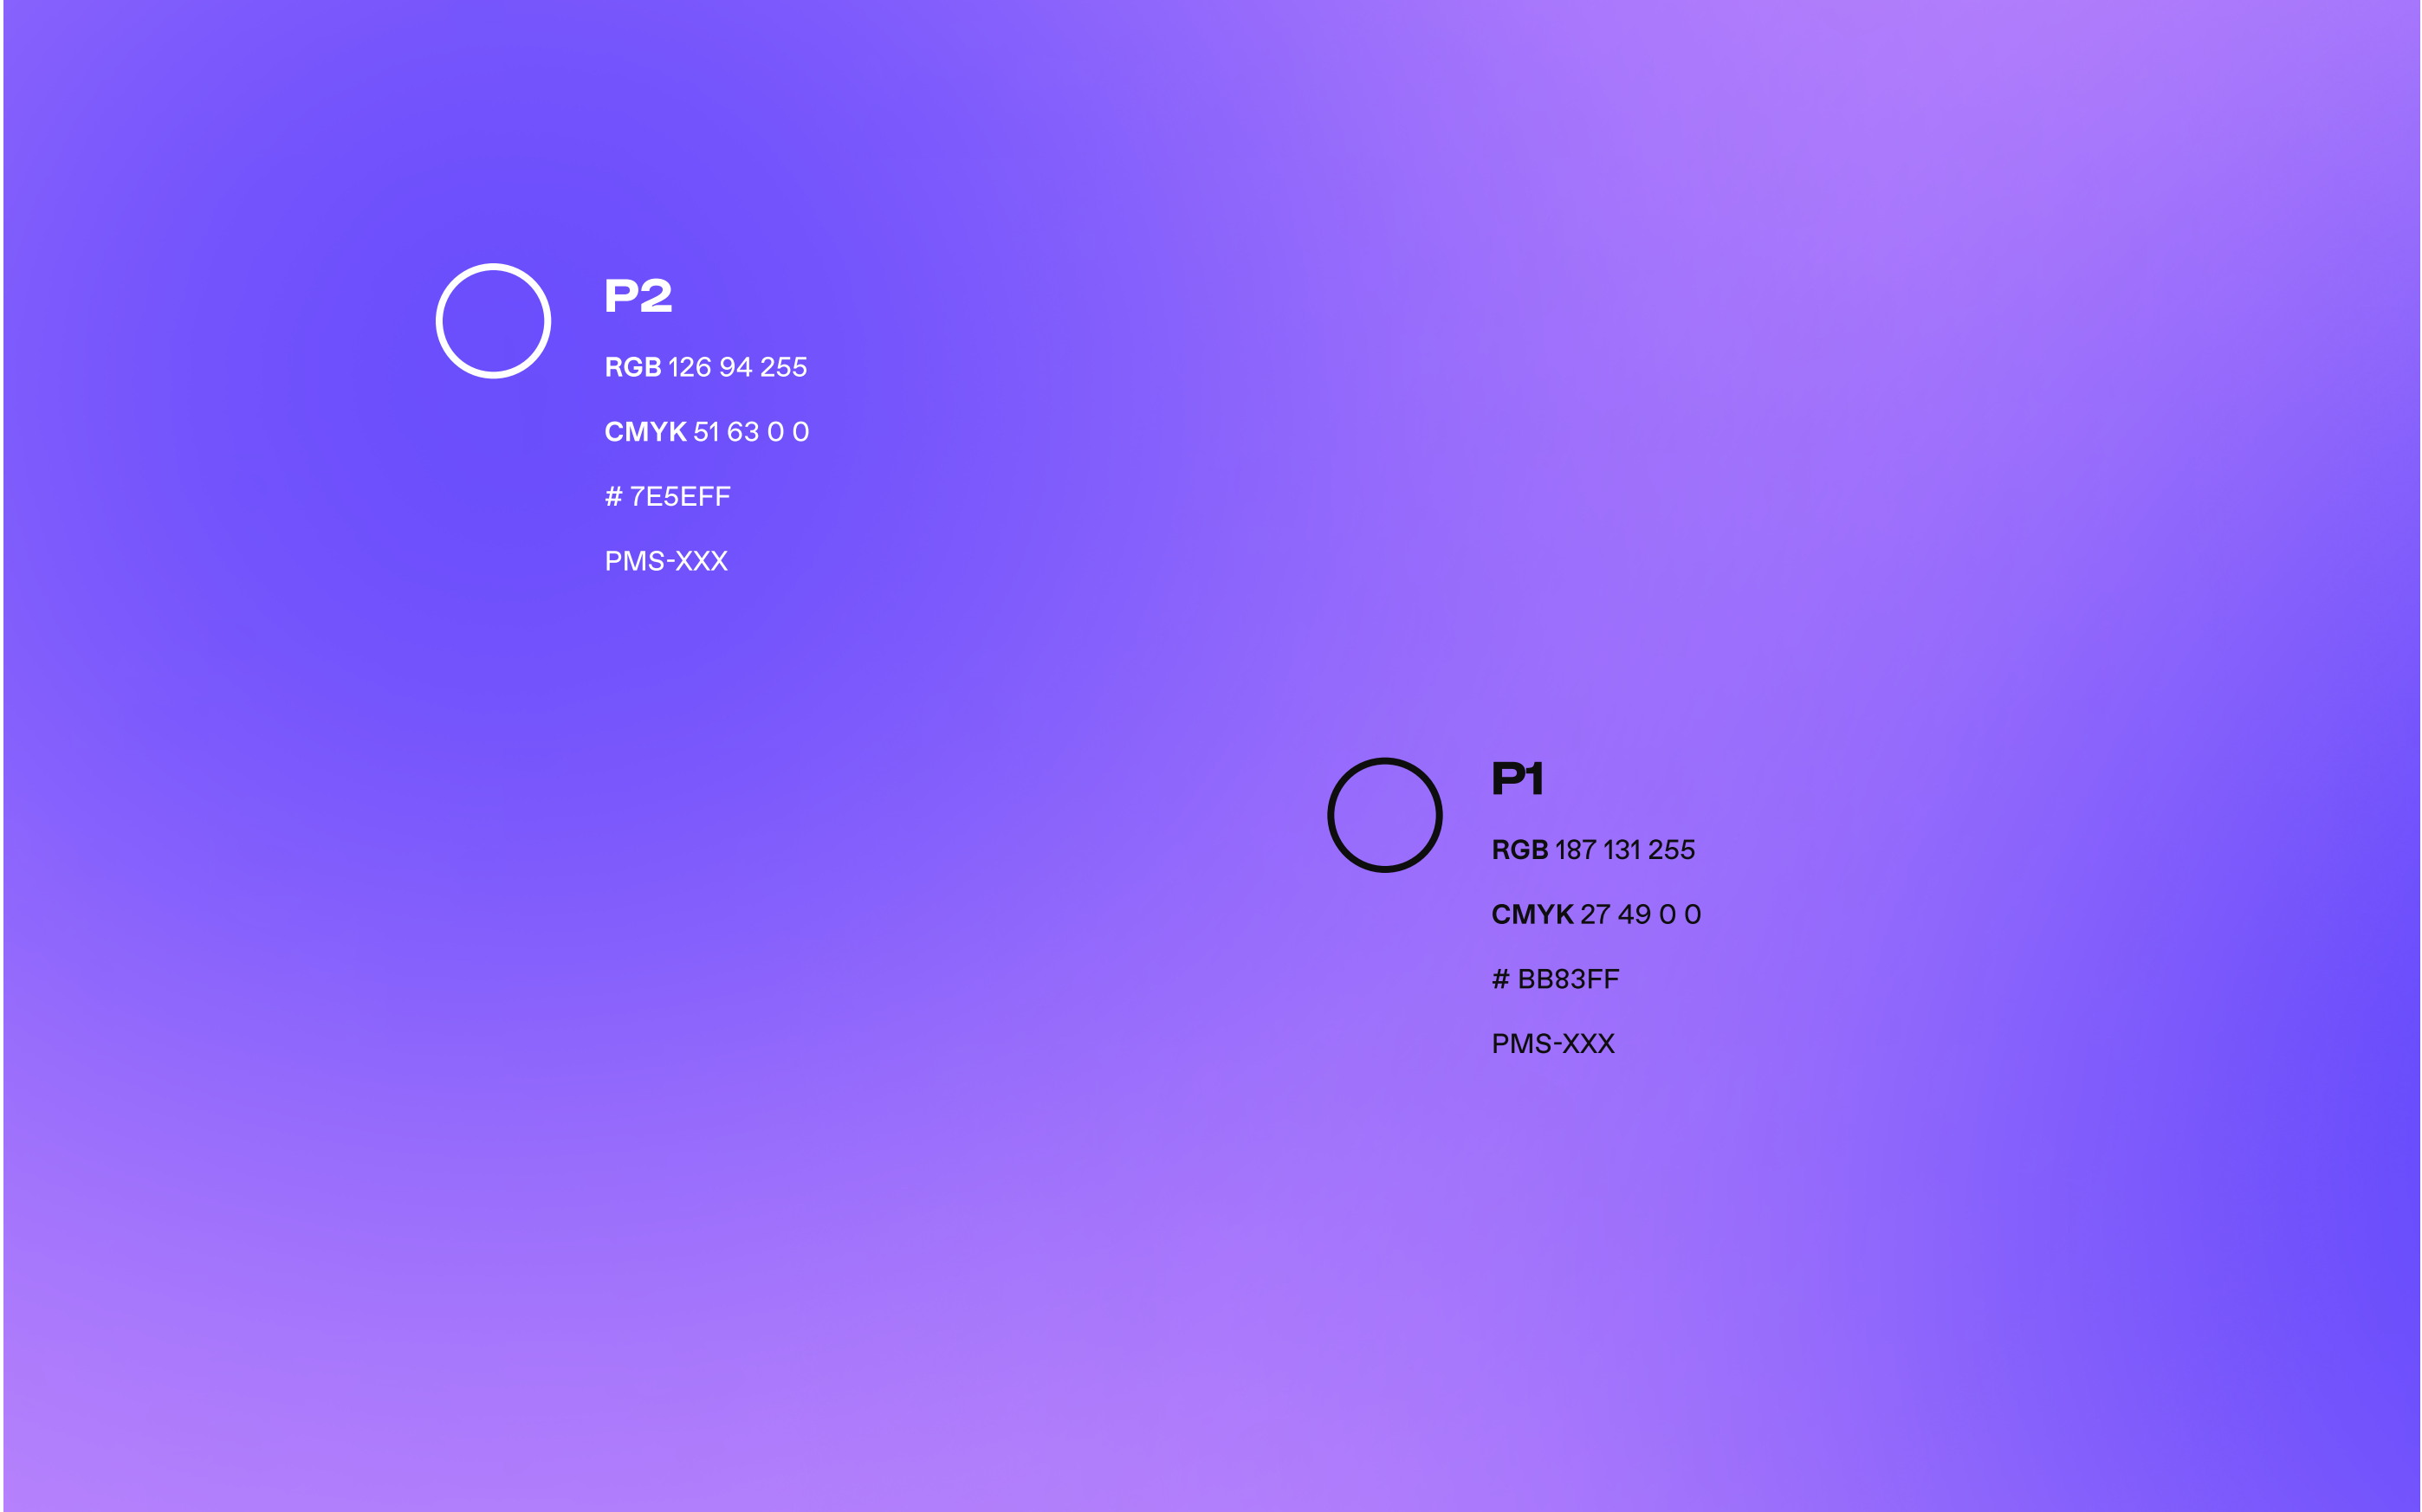 P2
RGB 126 94 255
CMYK 51 63 0 0
# 7E5EFF
PMS-XXX
P1
RGB 187 131 255
CMYK 27 49 0 0
# BB83FF
PMS-XXX